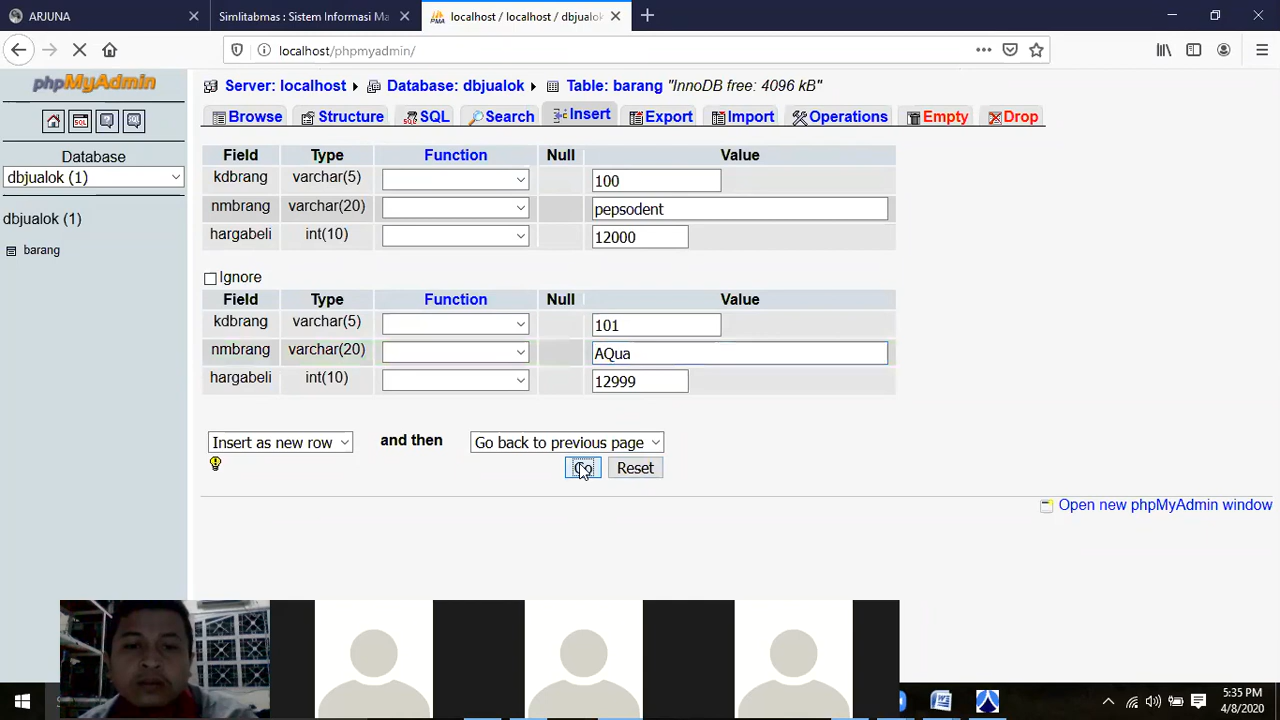 ARJUNA
Simlitabmas : Sistem Informasi Ma
localhost / localhost / dbjualok
localhost/phpmyadmin/
phpMyAdmin
Server: localhost
Database: dbjualok
Table: barang "InnoDB free: 4096 kB"
Browse
Structure
SQL
Search
Insert
Export
Import
Operations
Empty
Drop
Database
dbjualok (1)
dbjualok (1)
barang
Field Type Function Null Value
kdbrang varchar(5) 100
nmbrang varchar(20) pepsodent
hargabeli int(10) 12000
Ignore
Field Type Function Null Value
kdbrang varchar(5) 101
nmbrang varchar(20) AQua
hargabeli int(10) 12999
Insert as new row and then Go back to previous page
Go Reset
Open new phpMyAdmin window
5:35 PM
4/8/2020